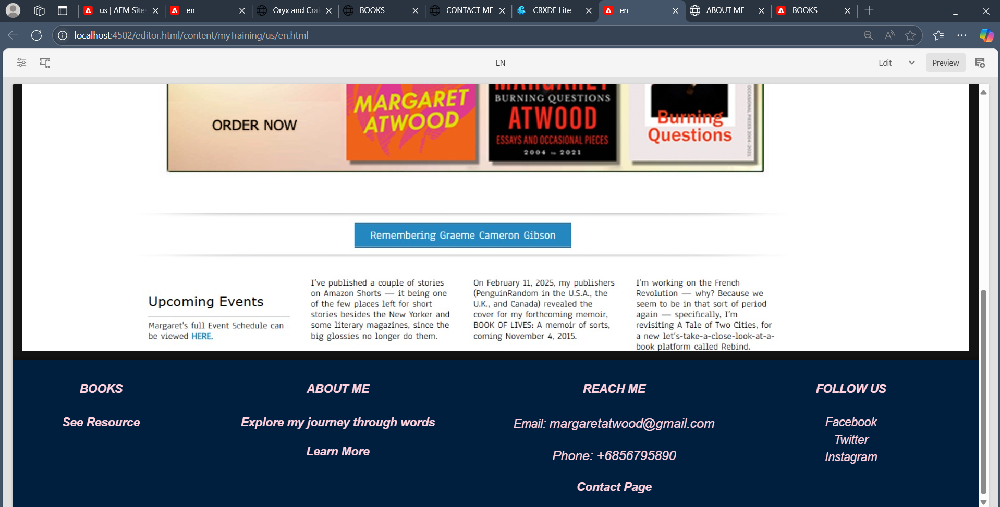 us | AEM Sites
en
Oryx and Cra
BOOKS
CONTACT ME
CRXDE Lite
en
ABOUT ME
BOOKS
localhost:4502/editor.html/content/myTraining/us/en.html
EN
Edit
Preview
ORDER NOW
MARGARET
ATWOOD
MARGARET
BURNING QUESTIONS
ATWOOD
ESSAYS AND OCCASIONAL PIECES
2004 to 2021
Burning
Questions
OCCASIONAL PIECES 2004-2021
Remembering Graeme Cameron Gibson
Upcoming Events
Margaret's full Event Schedule can
be viewed HERE.
I've published a couple of stories
on Amazon Shorts — it being one
of the few places left for short
stories besides the New Yorker and
some literary magazines, since the
big glossies no longer do them.
On February 11, 2025, my publishers
(PenguinRandom in the U.S.A., the
U.K., and Canada) revealed the
cover for my forthcoming memoir,
BOOK OF LIVES: A memoir of sorts,
coming November 4, 2015.
I'm working on the French
Revolution — why? Because we
seem to be in that sort of period
again — specifically, I'm
revisiting A Tale of Two Cities, for
a new let's-take-a-close-look-at-a-
book platform called Rebind.
BOOKS
See Resource
ABOUT ME
Explore my journey through words
Learn More
REACH ME
Email: margaretatwood@gmail.com
Phone: +6856795890
Contact Page
FOLLOW US
Facebook
Twitter
Instagram